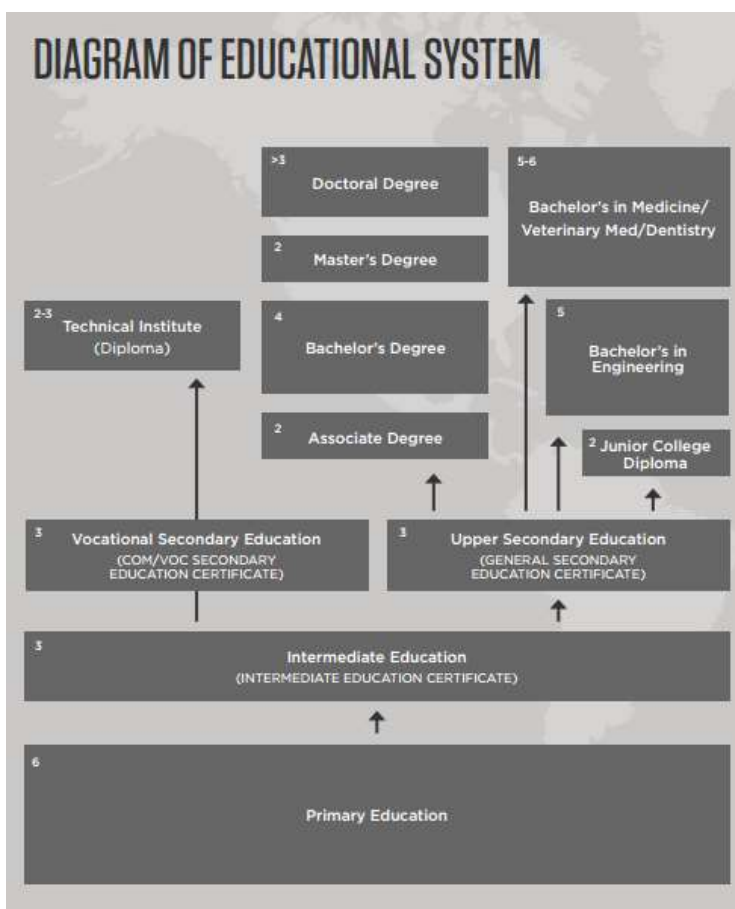 DIAGRAM OF EDUCATIONAL SYSTEM
>3
Doctoral Degree
5-6
Bachelor's in Medicine/
Veterinary Med/Dentistry
2
Master's Degree
2-3
Technical Institute
(Diploma)
4
Bachelor's Degree
5
Bachelor's in
Engineering
2
Associate Degree
2 Junior College
Diploma
3
Vocational Secondary Education
(COM/VOC SECONDARY
EDUCATION CERTIFICATE)
3
Upper Secondary Education
(GENERAL SECONDARY
EDUCATION CERTIFICATE)
3
Intermediate Education
(INTERMEDIATE EDUCATION CERTIFICATE)
6
Primary Education